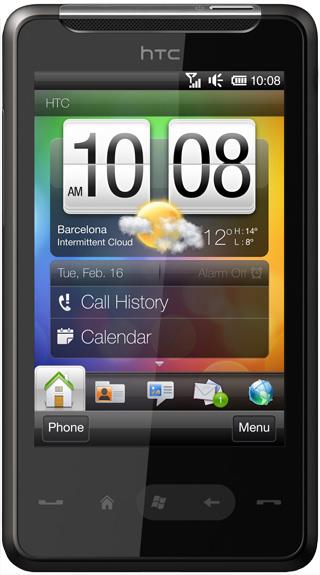 hTC
10:08
HTC
AM 10 08
Barcelona
Intermittent Cloud
12° H: 14°
L: 8°
Tue, Feb. 16
Alarm Off
Call History
Calendar
1
Phone
Menu